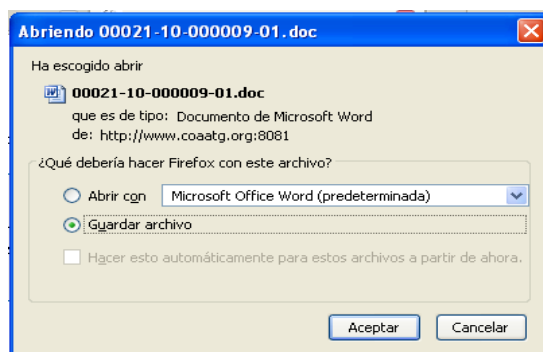 Abriendo 00021-10-000009-01.doc
Ha escogido abrir
00021-10-000009-01.doc
que es de tipo: Documento de Microsoft Word
de: http://www.coaatg.org:8081
¿Qué debería hacer Firefox con este archivo?
Abrir con Microsoft Office Word (predeterminada)
Guardar archivo
Hacer esto automáticamente para estos archivos a partir de ahora.
Aceptar Cancelar